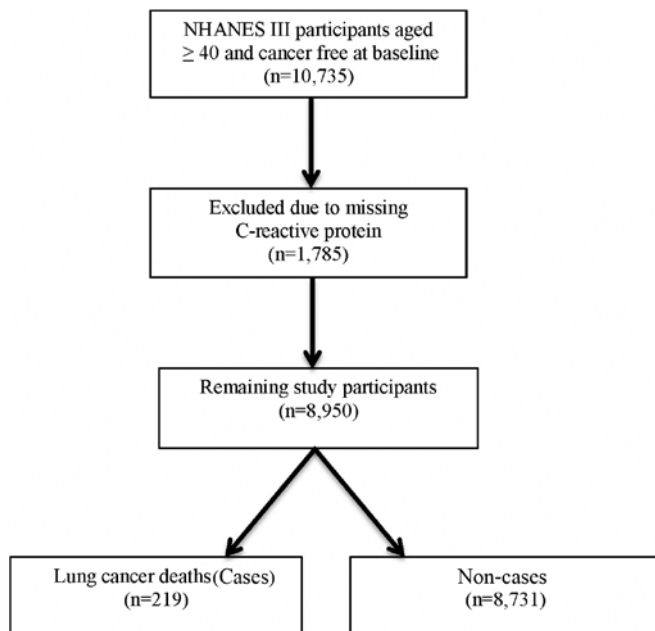 NHANES III participants aged
≥ 40 and cancer free at baseline
(n=10,735)
Excluded due to missing
C-reactive protein
(n=1,785)
Remaining study participants
(n=8,950)
Lung cancer deaths(Cases)
(n=219)
Non-cases
(n=8,731)